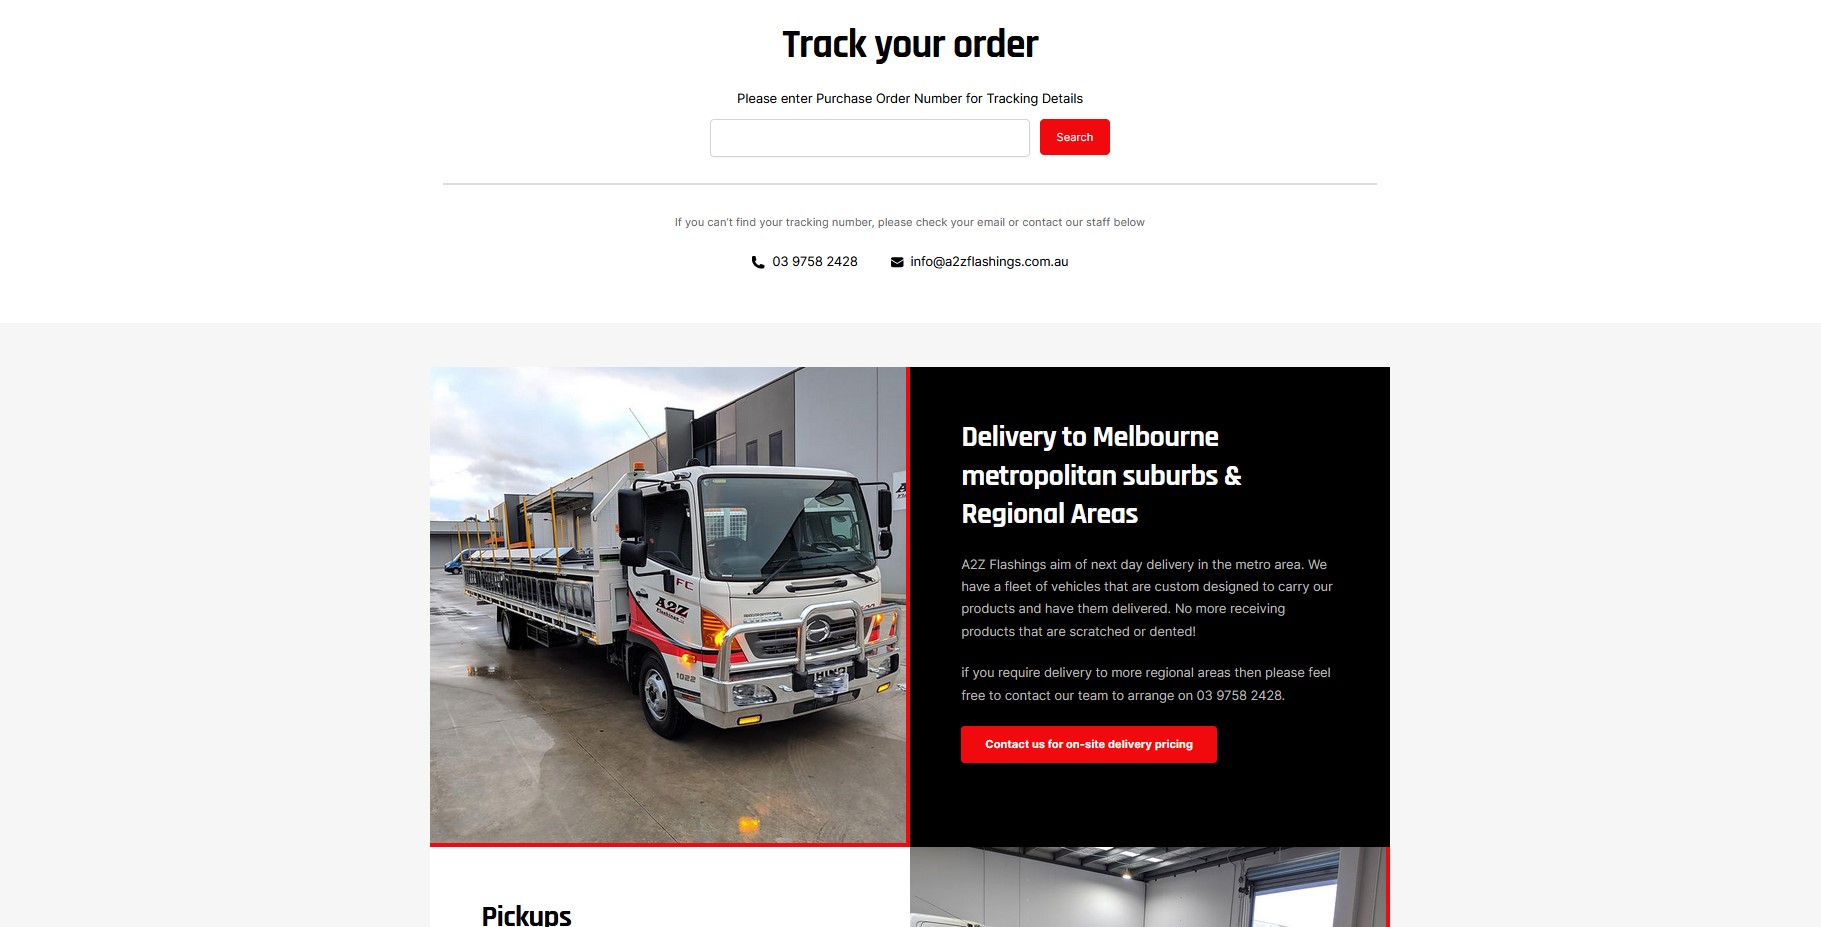 Track your order
Please enter Purchase Order Number for Tracking Details
Search
If you can't find your tracking number, please check your email or contact our staff below
03 9758 2428
info@a2zflashings.com.au
FC
A2Z
Flashings
1022
Delivery to Melbourne
metropolitan suburbs &
Regional Areas
A2Z Flashings aim of next day delivery in the metro area. We
have a fleet of vehicles that are custom designed to carry our
products and have them delivered. No more receiving
products that are scratched or dented!
if you require delivery to more regional areas then please feel
free to contact our team to arrange on 03 9758 2428.
Contact us for on-site delivery pricing
Pickups